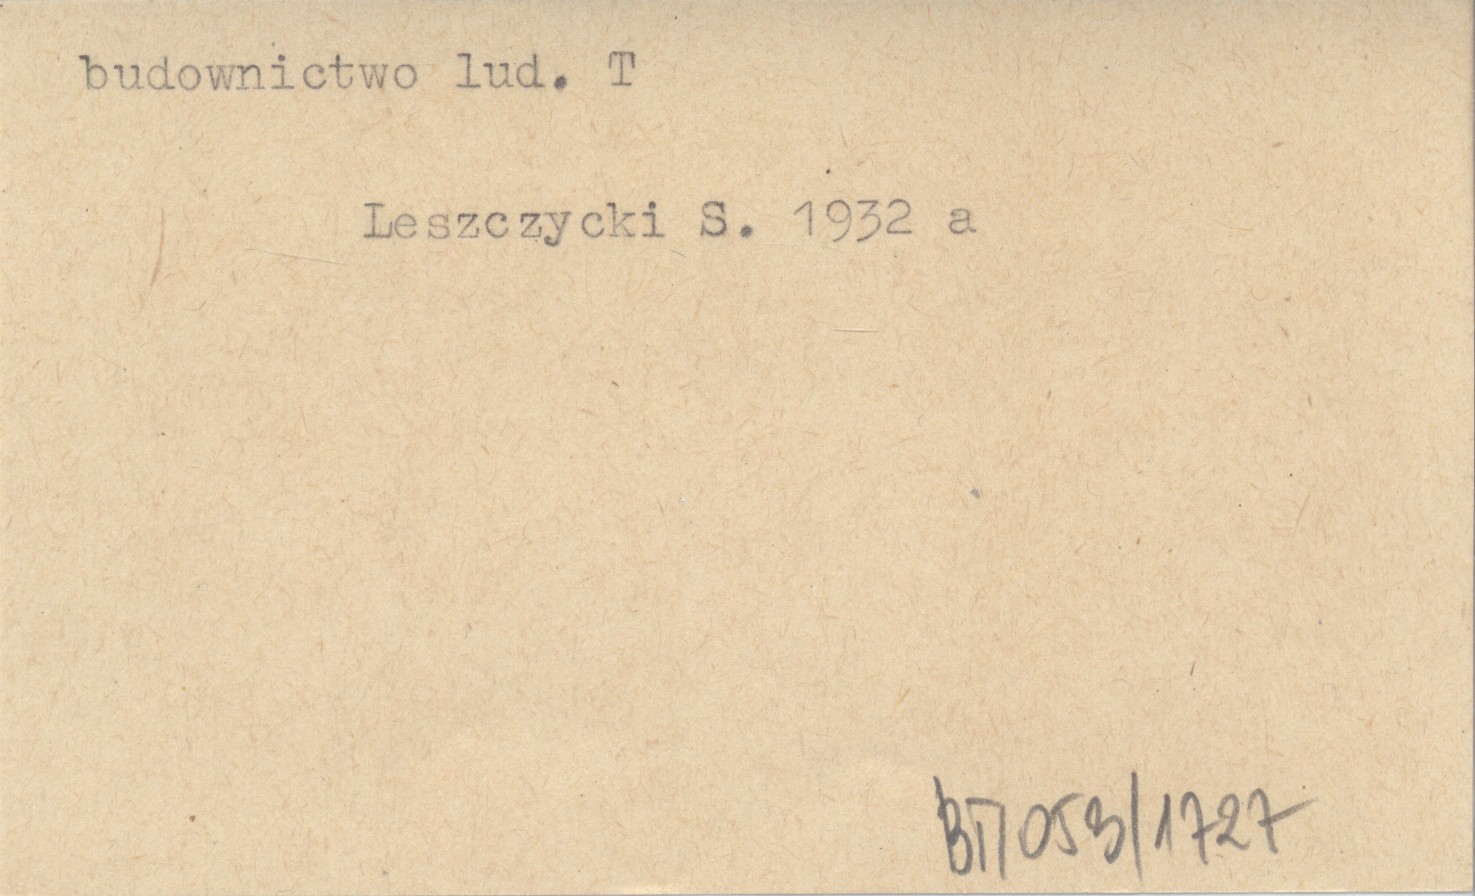 budownictwo lud. T
Leszczycki S. 1932 a
BT/053/1727